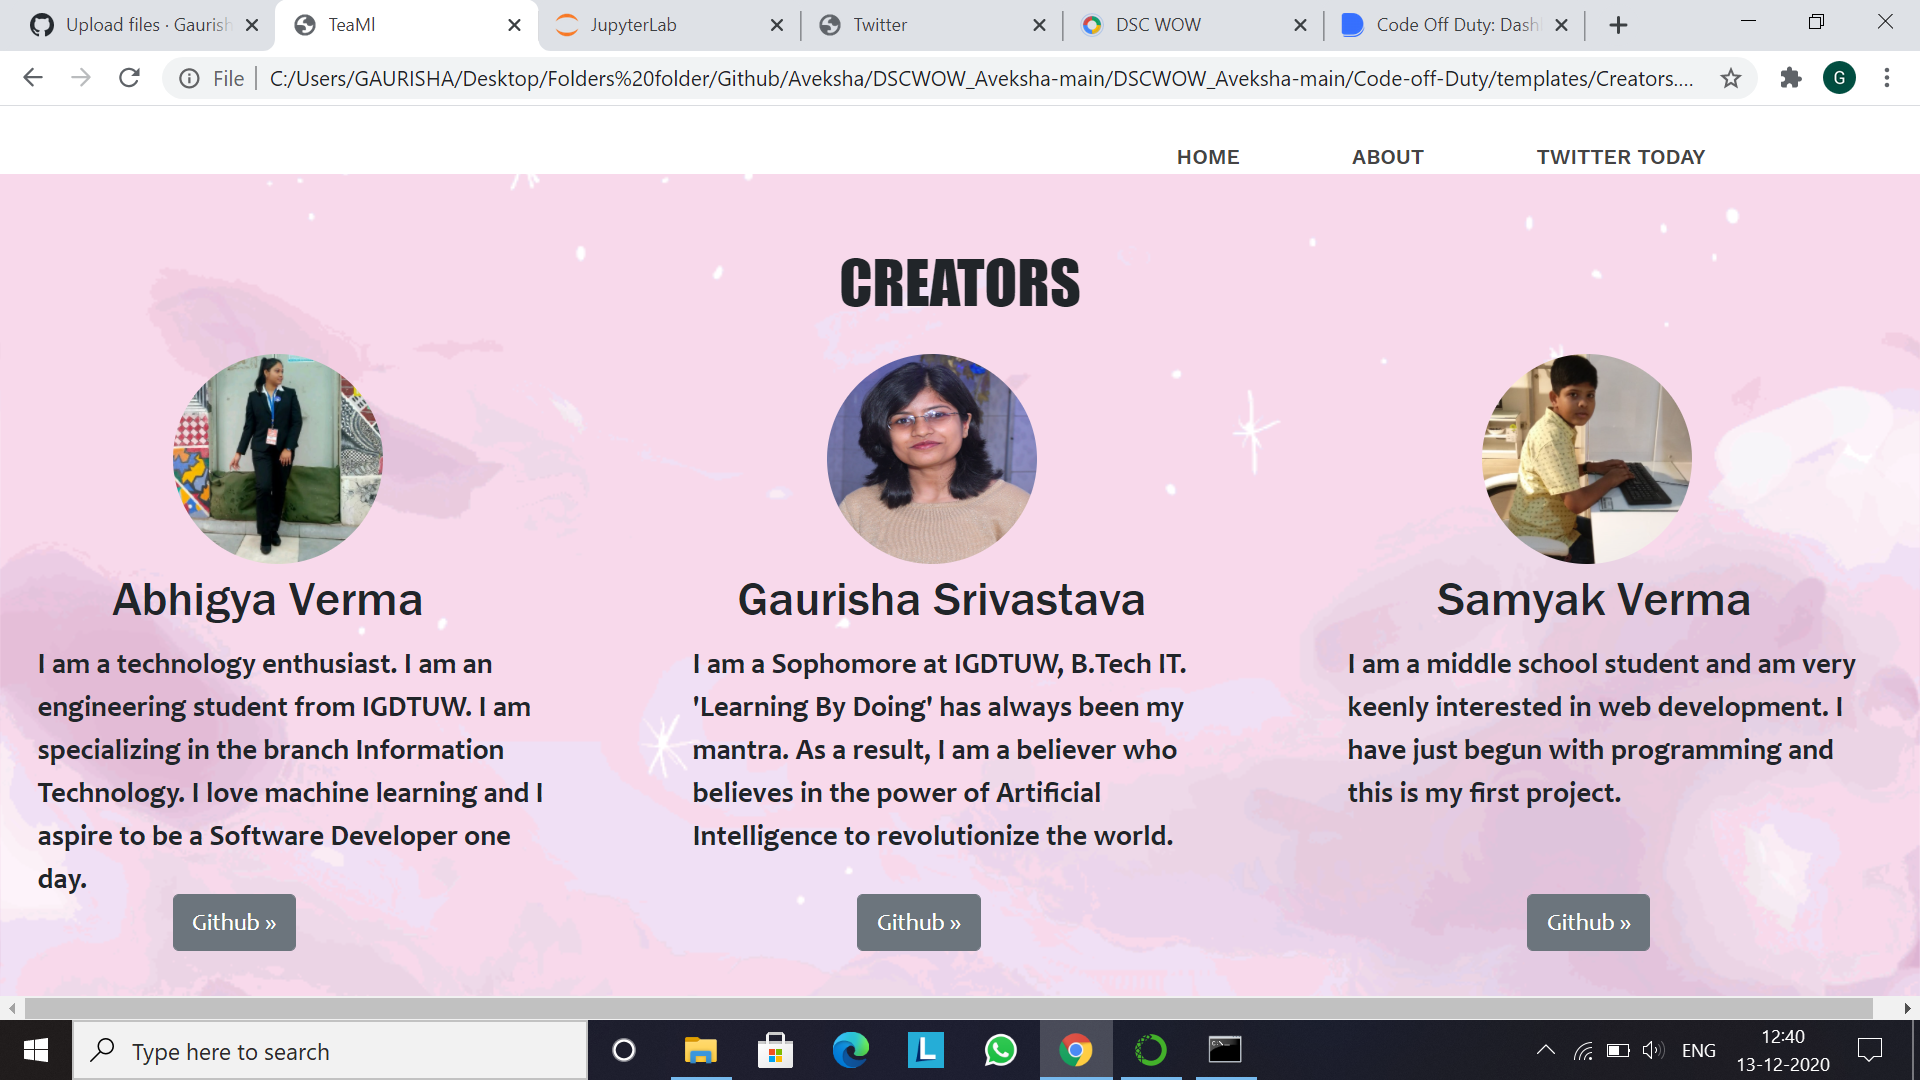 Upload files · Gaurish
TeaMl
JupyterLab
Twitter
DSC WOW
Code Off Duty: Dash
File
C:/Users/GAURISHA/Desktop/Folders%20folder/Github/Aveksha/DSCWOW_Aveksha-main/DSCWOW_Aveksha-main/Code-off-Duty/templates/Creators....
G
HOME ABOUT TWITTER TODAY
CREATORS
Abhigya Verma
I am a technology enthusiast. I am an
engineering student from IGDTUW. I am
specializing in the branch Information
Technology. I love machine learning and I
aspire to be a Software Developer one
day.
Github »
Gaurisha Srivastava
I am a Sophomore at IGDTUW, B.Tech IT.
'Learning By Doing' has always been my
mantra. As a result, I am a believer who
believes in the power of Artificial
Intelligence to revolutionize the world.
Github »
Samyak Verma
I am a middle school student and am very
keenly interested in web development. I
have just begun with programming and
this is my first project.
Github »
Type here to search
L
ENG
12:40
13-12-2020